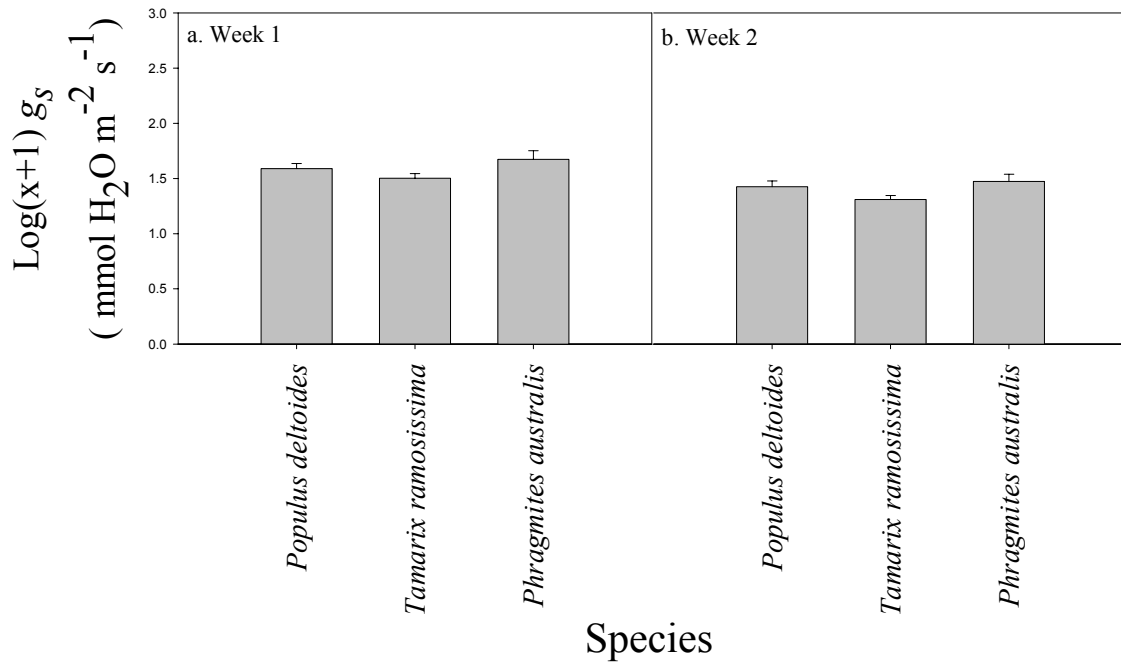 Log(x+1) g_s
( mmol H₂O m⁻² s⁻¹)
3.0
2.5
2.0
1.5
1.0
0.5
0.0
a. Week 1
b. Week 2
Populus deltoides
Tamarix ramosissima
Phragmites australis
Populus deltoides
Tamarix ramosissima
Phragmites australis
Species